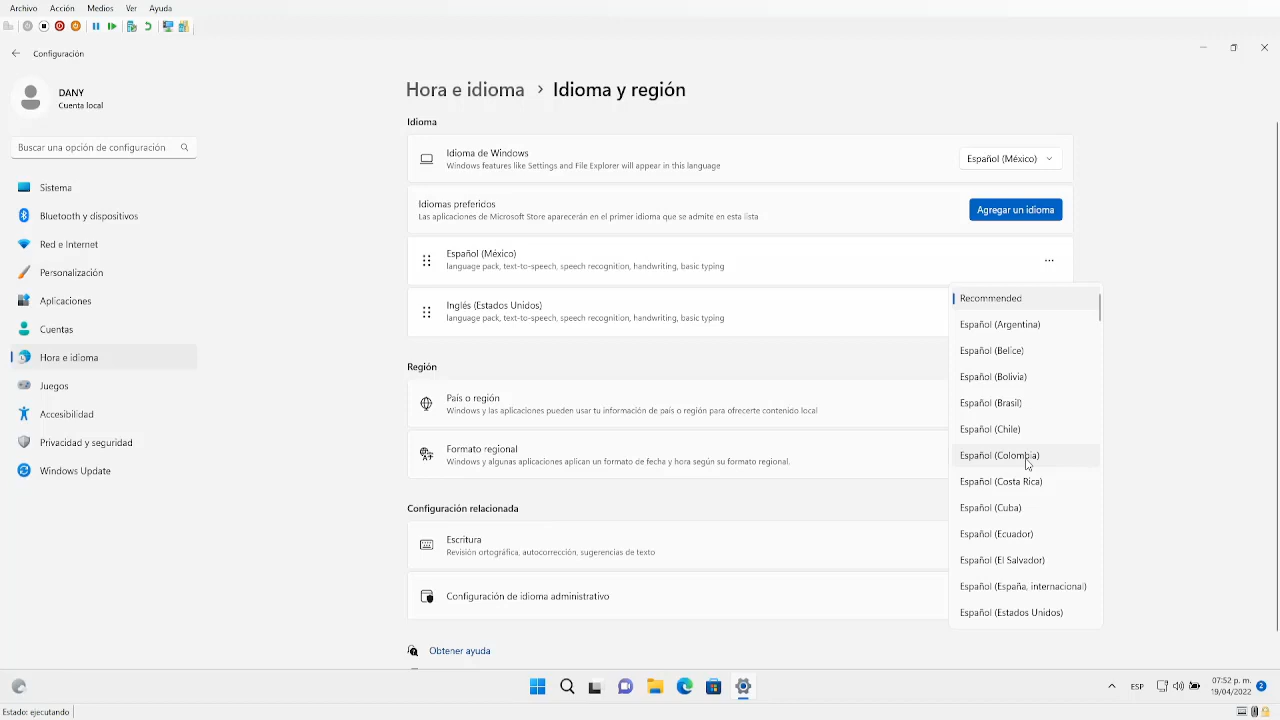 Archivo Acción Medios Ver Ayuda
Configuración
DANY
Cuenta local
Buscar una opción de configuración
Sistema
Bluetooth y dispositivos
Red e Internet
Personalización
Aplicaciones
Cuentas
Hora e idioma
Juegos
Accesibilidad
Privacidad y seguridad
Windows Update
Hora e idioma › Idioma y región
Idioma
Idioma de Windows
Windows features like Settings and File Explorer will appear in this language
Español (México)
Idiomas preferidos
Las aplicaciones de Microsoft Store aparecerán en el primer idioma que se admite en esta lista
Agregar un idioma
Español (México)
language pack, text-to-speech, speech recognition, handwriting, basic typing
Inglés (Estados Unidos)
language pack, text-to-speech, speech recognition, handwriting, basic typing
Región
País o región
Windows y las aplicaciones pueden usar tu información de país o región para ofrecerte contenido local
Formato regional
Windows y algunas aplicaciones aplican un formato de fecha y hora según su formato regional.
Configuración relacionada
Escritura
Revisión ortográfica, autocorrección, sugerencias de texto
Configuración de idioma administrativo
Obtener ayuda
Recommended
Español (Argentina)
Español (Belice)
Español (Bolivia)
Español (Brasil)
Español (Chile)
Español (Colombia)
Español (Costa Rica)
Español (Cuba)
Español (Ecuador)
Español (El Salvador)
Español (España, internacional)
Español (Estados Unidos)
ESP
07:52 p. m.
19/04/2022
2
Estado: ejecutando